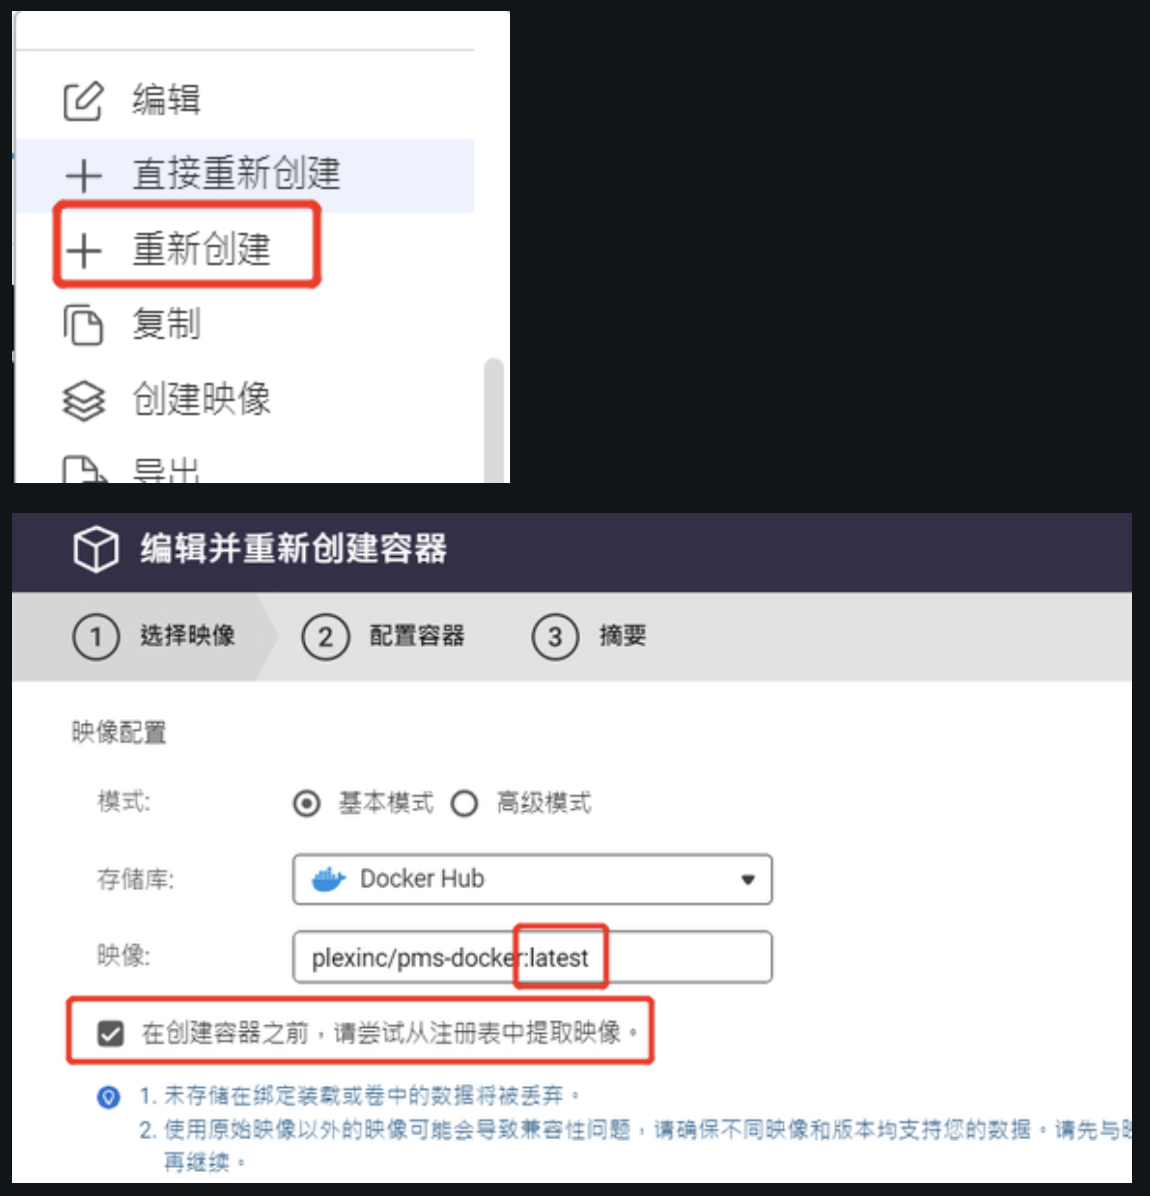 编辑
直接重新创建
重新创建
复制
创建映像
导出
编辑并重新创建容器
1 选择映像 2 配置容器 3 摘要
映像配置
模式: 基本模式 高级模式
存储库: Docker Hub
映像: plexinc/pms-docker:latest
在创建容器之前，请尝试从注册表中提取映像。
1. 未存储在绑定装载或卷中的数据将被丢弃。
2. 使用原始映像以外的映像可能会导致兼容性问题，请确保不同映像和版本均支持您的数据。请先与
再继续。